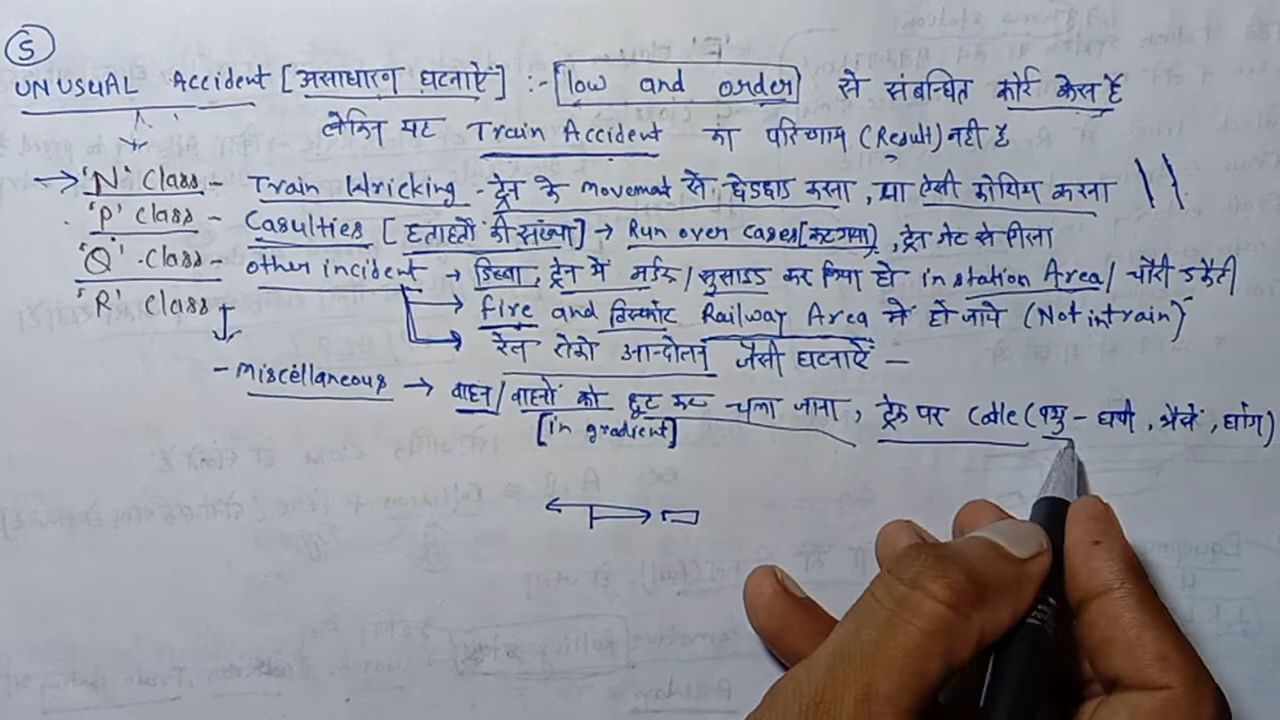 5
UNUSUAL Accident [असाधारण घटनाएं] :- low and order से संबन्धित कोई केस है
लेकिन यह Train Accident का परिणाम (Result) नहीं है
→ 'N' Class - Train Wricking - ट्रेन के movement से छेड़छाड़ करना, या ऐसी कोशिश करना
'P' Class - Casulties [हताहतों की संख्या] → Run over cases [कट गया], ट्रेन गेट से गिरा
'Q' Class - other incident → डिब्बा, ट्रेन में मर्डर / सुसाइड कर लिया हो in station Area / चोरी डकैती
'R' Class → fire and विस्फोट Railway Area में हो जाये (Not in train)
→ रेल रोको आन्दोलन जैसी घटनाएं -
- Miscellaneous → वाहन / वाहनों को छूट कर चला जाना, ट्रैक पर Catle (पशु -
[in gradient]